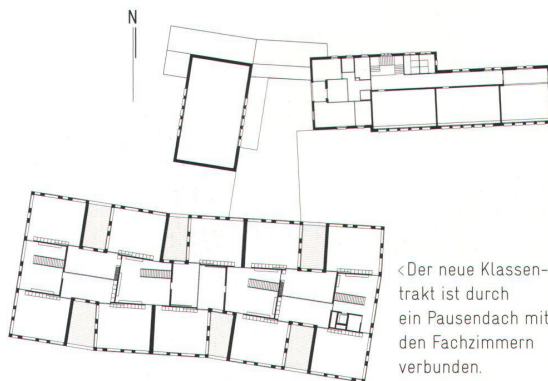 N
<Der neue Klassen-
trakt ist durch
ein Pausendach mit
den Fachzimmern
verbunden.